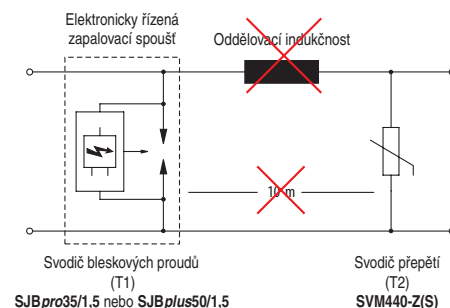 Elektronicky řízená
zapalovací spoušť
Oddělovací indukčnost
10 m
Svodič bleskových proudů
(T1)
SJBpro35/1,5 nebo SJBplus50/1,5
Svodič přepětí
(T2)
SVM440-Z(S)